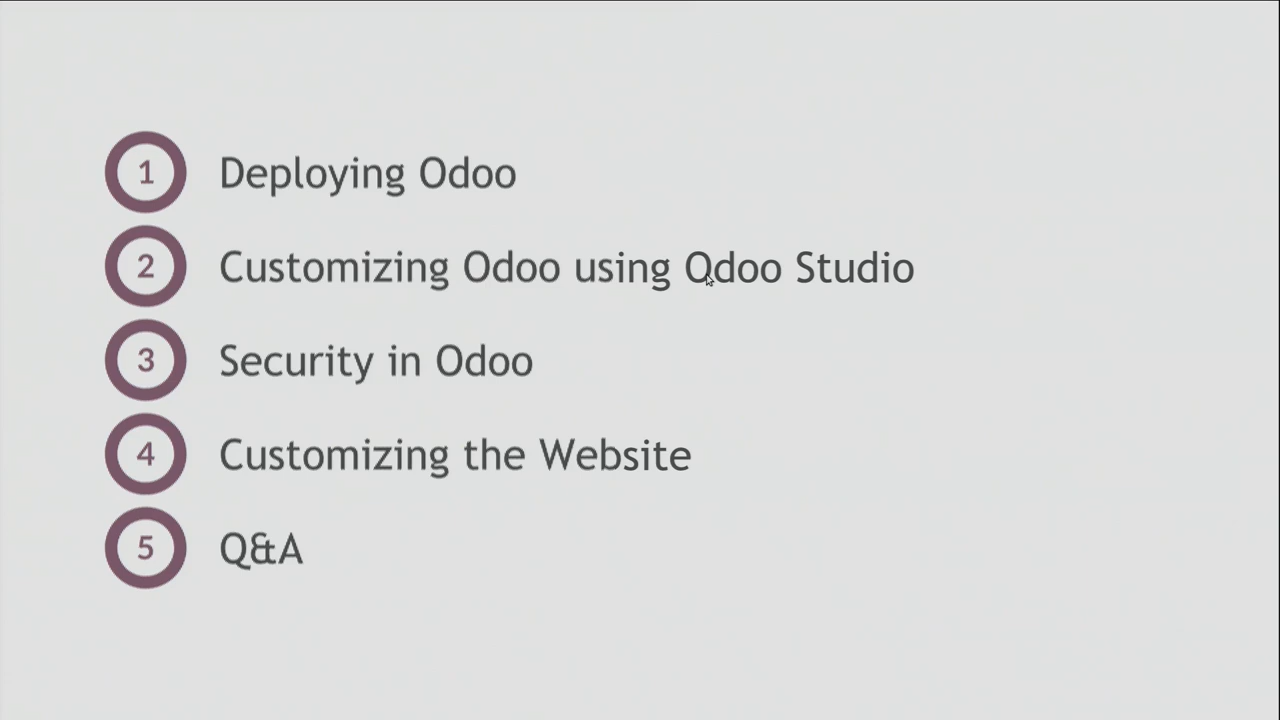 1 Deploying Odoo
2 Customizing Odoo using Odoo Studio
3 Security in Odoo
4 Customizing the Website
5 Q&A